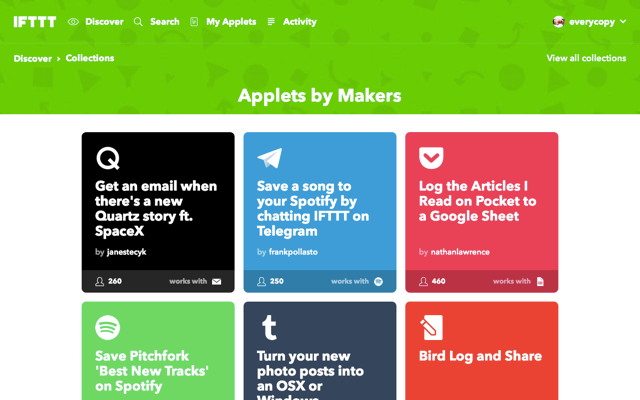 IFTTT Discover Search My Applets Activity everycopy
Discover > Collections View all collections
Applets by Makers
Get an email when
there's a new
Quartz story ft.
SpaceX
by janestecyk
260 works with
Save a song to
your Spotify by
chatting IFTTT on
Telegram
by frankpollasto
250 works with
Log the Articles I
Read on Pocket to
a Google Sheet
by nathanlawrence
460 works with
Save Pitchfork
'Best New Tracks'
on Spotify
t
Turn your new
photo posts into
an OSX or
Windows
Bird Log and Share